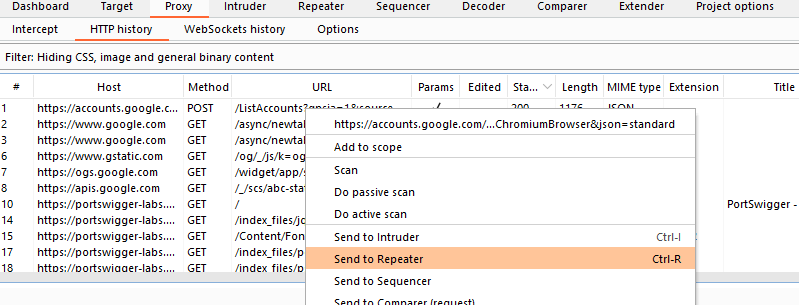 Dashboard Target Proxy Intruder Repeater Sequencer Decoder Comparer Extender Project options
Intercept HTTP history WebSockets history Options
Filter: Hiding CSS, image and general binary content
# Host Method URL Params Edited Sta... Length MIME type Extension Title
1 https://accounts.google.c... POST /ListAccounts?gpsia=1&source... ✓ 200 1176 JSON
2 https://www.google.com GET /async/newtab
3 https://www.google.com GET /async/newtab
6 https://www.gstatic.com GET /og/_/js/k=og
7 https://ogs.google.com GET /widget/app/s
8 https://apis.google.com GET /_/scs/abc-stat
10 https://portswigger-labs.... GET / PortSwigger -
14 https://portswigger-labs.... GET /index_files/jq
15 https://portswigger-labs.... GET /Content/Fon
17 https://portswigger-labs.... GET /index_files/p
18 https://portswigger-labs.... GET /index_files/p
https://accounts.google.com/...ChromiumBrowser&json=standard
Add to scope
Scan
Do passive scan
Do active scan
Send to Intruder Ctrl-I
Send to Repeater Ctrl-R
Send to Sequencer
Send to Comparer (request)